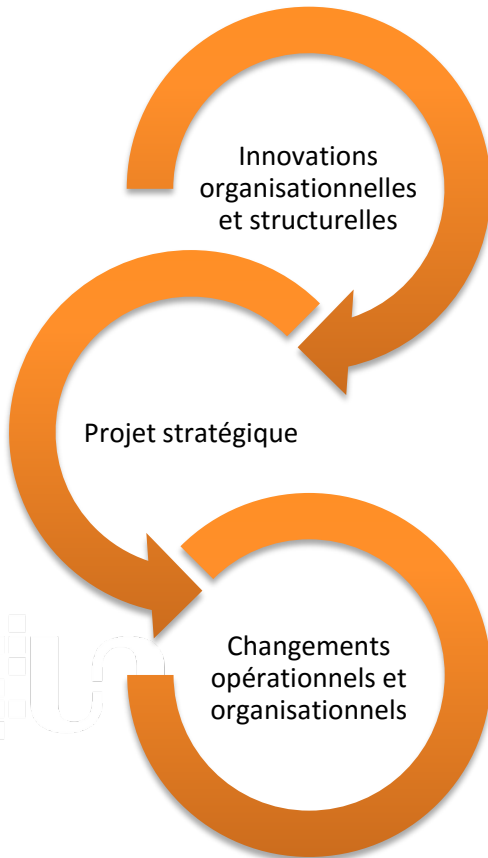 Innovations
organisationnelles
et structurelles
Projet stratégique
Changements
opérationnels et
organisationnels